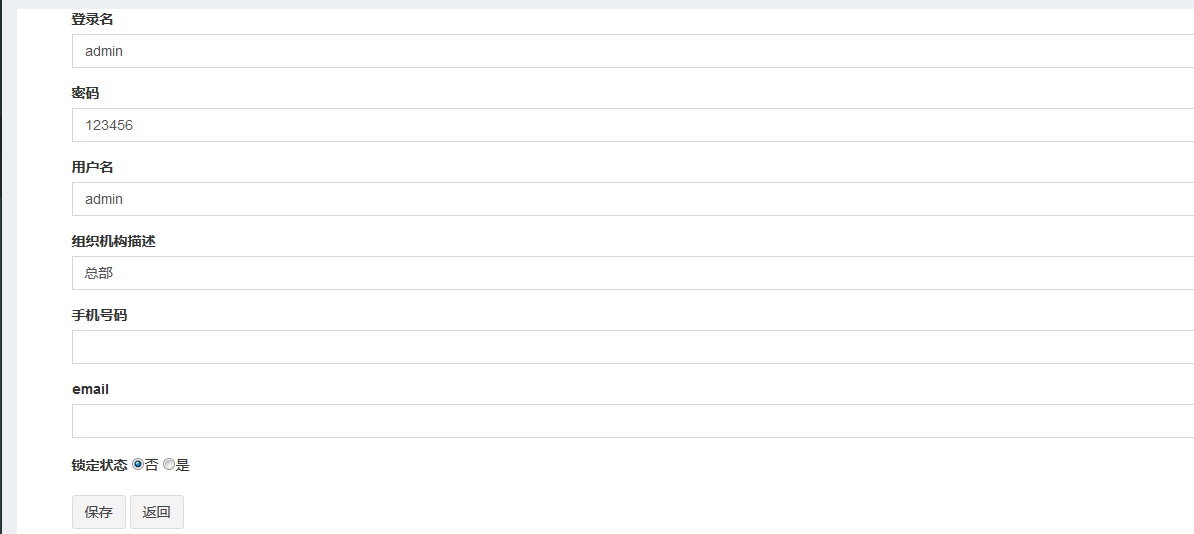 登录名
admin
密码
123456
用户名
admin
组织机构描述
总部
手机号码
email
锁定状态 否 是
保存 返回